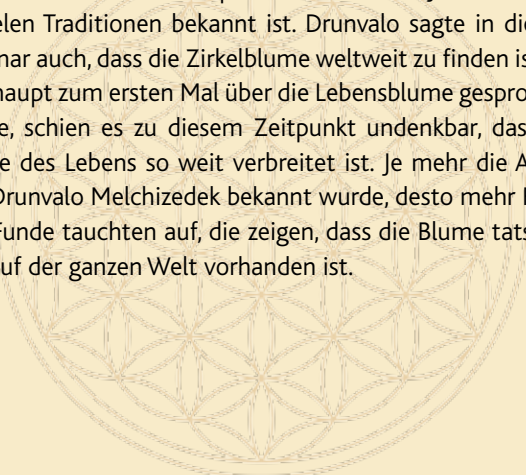 elen Traditionen bekannt ist. Drunvalo sagte in di
nar auch, dass die Zirkelblume weltweit zu finden is
haupt zum ersten Mal über die Lebensblume gespro
e, schien es zu diesem Zeitpunkt undenkbar, das
e des Lebens so weit verbreitet ist. Je mehr die A
Drunvalo Melchizedek bekannt wurde, desto mehr
Funde tauchten auf, die zeigen, dass die Blume tats
uf der ganzen Welt vorhanden ist.